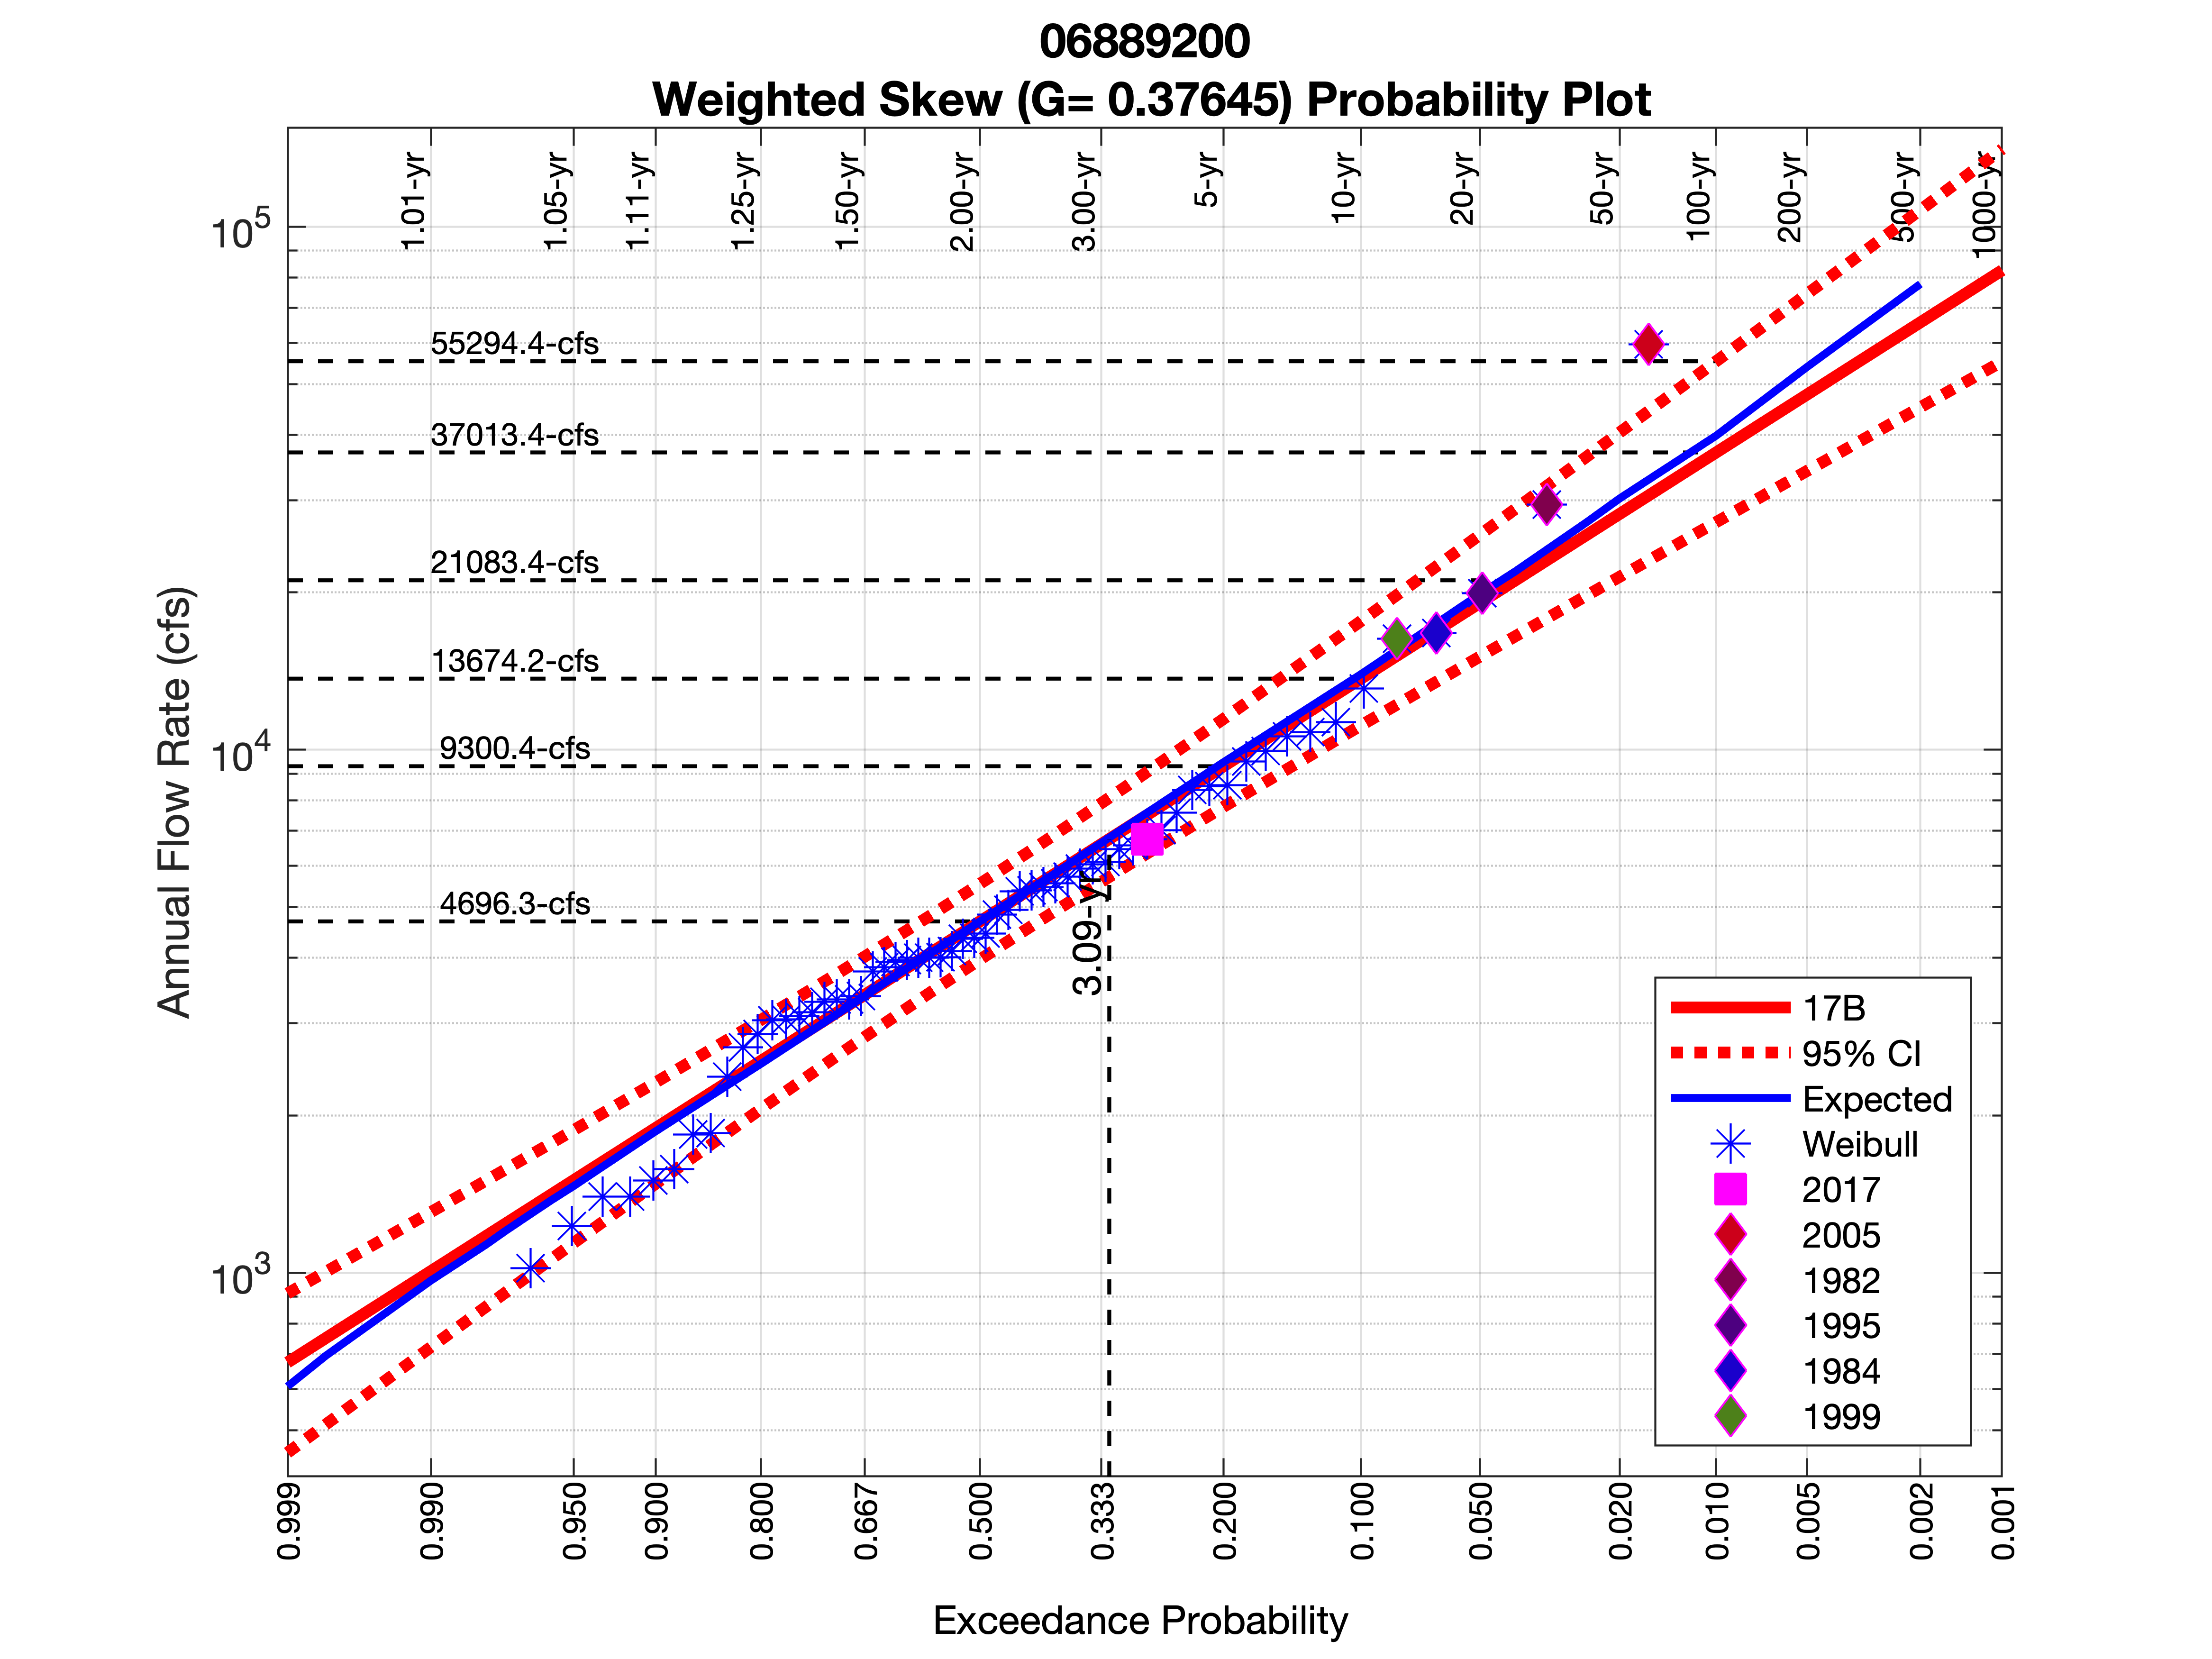 06889200
Weighted Skew (G= 0.37645) Probability Plot
1.01-yr
1.05-yr
1.11-yr
1.25-yr
1.50-yr
2.00-yr
3.00-yr
5-yr
10-yr
20-yr
50-yr
100-yr
200-yr
500-yr
1000-yr
Annual Flow Rate (cfs)
10^5
10^4
10^3
55294.4-cfs
37013.4-cfs
21083.4-cfs
13674.2-cfs
9300.4-cfs
4696.3-cfs
3.09-yr
17B
95% CI
Expected
Weibull
2017
2005
1982
1995
1984
1999
0.999
0.990
0.950
0.900
0.800
0.667
0.500
0.333
0.200
0.100
0.050
0.020
0.010
0.005
0.002
0.001
Exceedance Probability